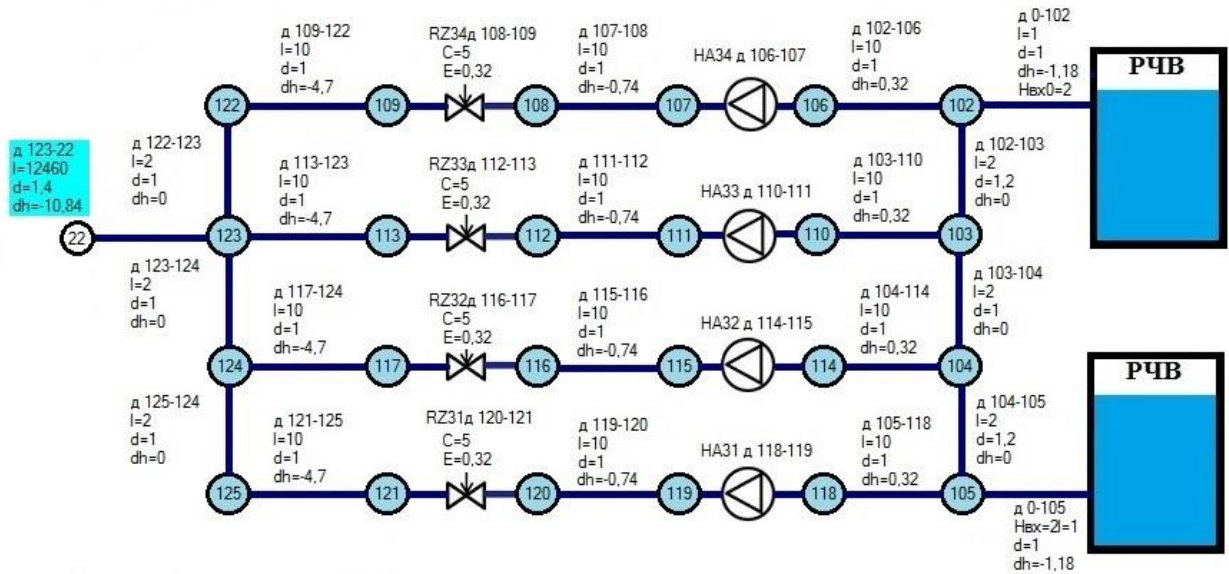 д 0-102
l=1
d=1
dh=-1,18
Hвх0=2
РЧВ
д 109-122
l=10
d=1
dh=-4,7
RZ34д 108-109
C=5
E=0,32
д 107-108
l=10
d=1
dh=-0,74
НА34 д 106-107
д 102-106
l=10
d=1
dh=0,32
122
109
108
107
106
102
д 123-22
l=12460
d=1,4
dh=-10,84
д 122-123
l=2
d=1
dh=0
д 113-123
l=10
d=1
dh=-4,7
RZ33д 112-113
C=5
E=0,32
д 111-112
l=10
d=1
dh=-0,74
НА33 д 110-111
д 103-110
l=10
d=1
dh=0,32
д 102-103
l=2
d=1,2
dh=0
22
123
113
112
111
110
103
д 123-124
l=2
d=1
dh=0
д 117-124
l=10
d=1
dh=-4,7
RZ32д 116-117
C=5
E=0,32
д 115-116
l=10
d=1
dh=-0,74
НА32 д 114-115
д 104-114
l=10
d=1
dh=0,32
д 103-104
l=2
d=1
dh=0
РЧВ
124
117
116
115
114
104
д 125-124
l=2
d=1
dh=0
д 121-125
l=10
d=1
dh=-4,7
RZ31д 120-121
C=5
E=0,32
д 119-120
l=10
d=1
dh=-0,74
НА31 д 118-119
д 105-118
l=10
d=1
dh=0,32
д 104-105
l=2
d=1,2
dh=0
125
121
120
119
118
105
д 0-105
Hвх=2l=1
d=1
dh=-1,18